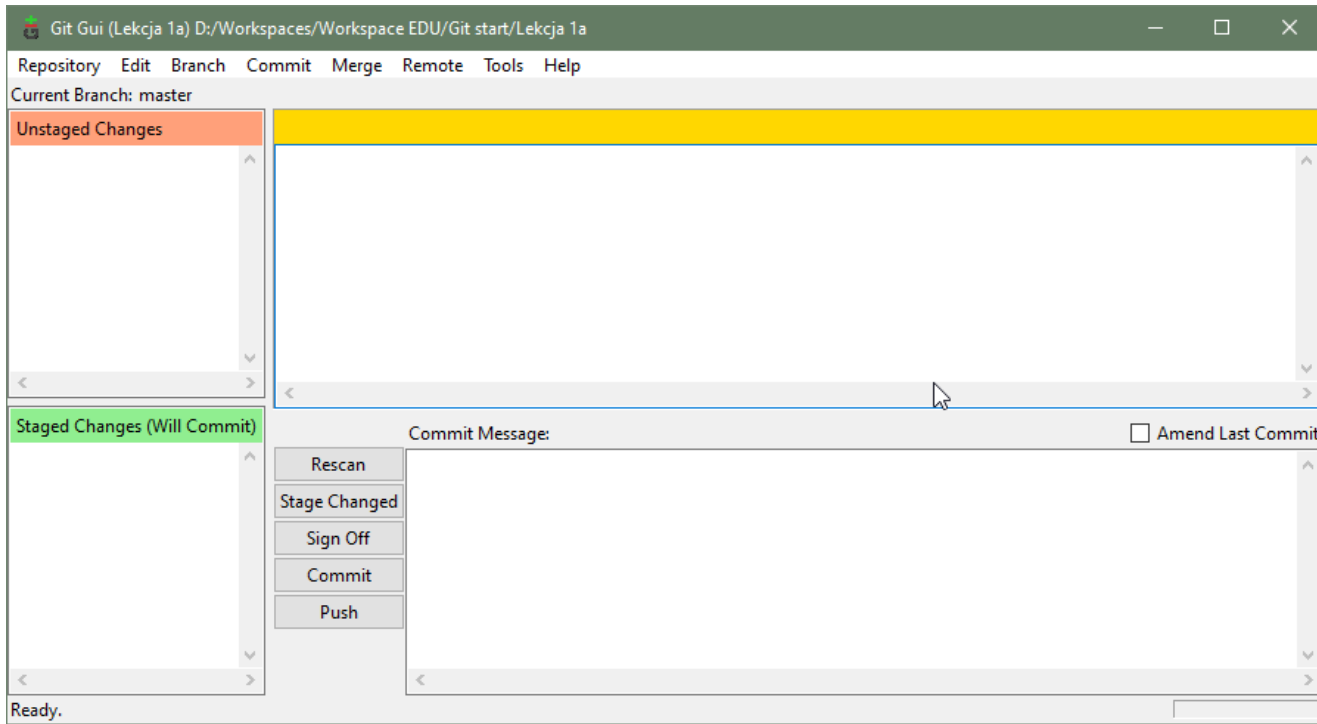 Git Gui (Lekcja 1a) D:/Workspaces/Workspace EDU/Git start/Lekcja 1a
Repository Edit Branch Commit Merge Remote Tools Help
Current Branch: master
Unstaged Changes
Staged Changes (Will Commit)
Commit Message:
Amend Last Commit
Rescan
Stage Changed
Sign Off
Commit
Push
Ready.